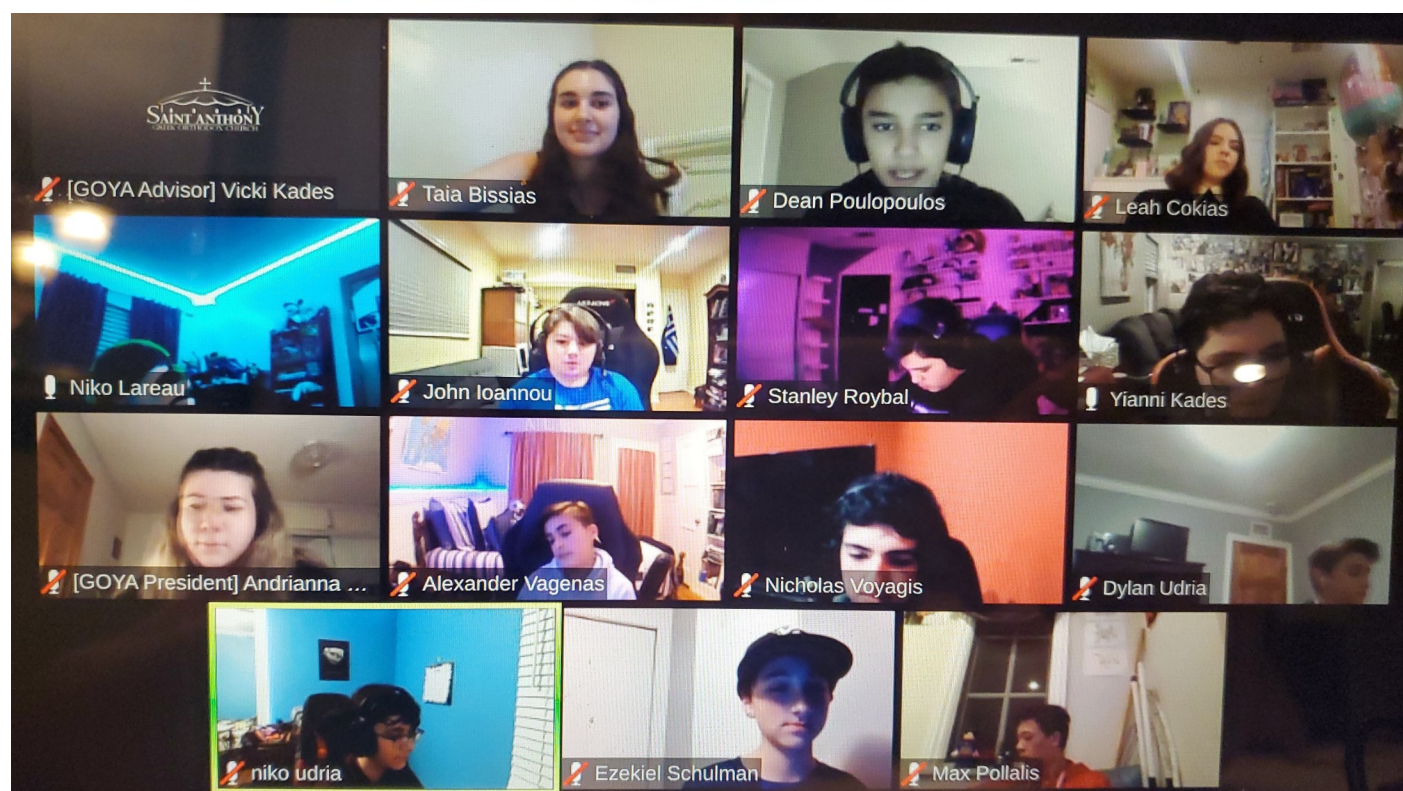 SAINT ANTHONY
GREEK ORTHODOX CHURCH
[GOYA Advisor] Vicki Kades
Taia Bissias
Dean Poulopoulos
Leah Cokias
Niko Lareau
John Ioannou
Stanley Roybal
Yianni Kades
[GOYA President] Andrianna ...
Alexander Vagenas
Nicholas Voyagis
Dylan Udria
niko udria
Ezekiel Schulman
Max Pollalis